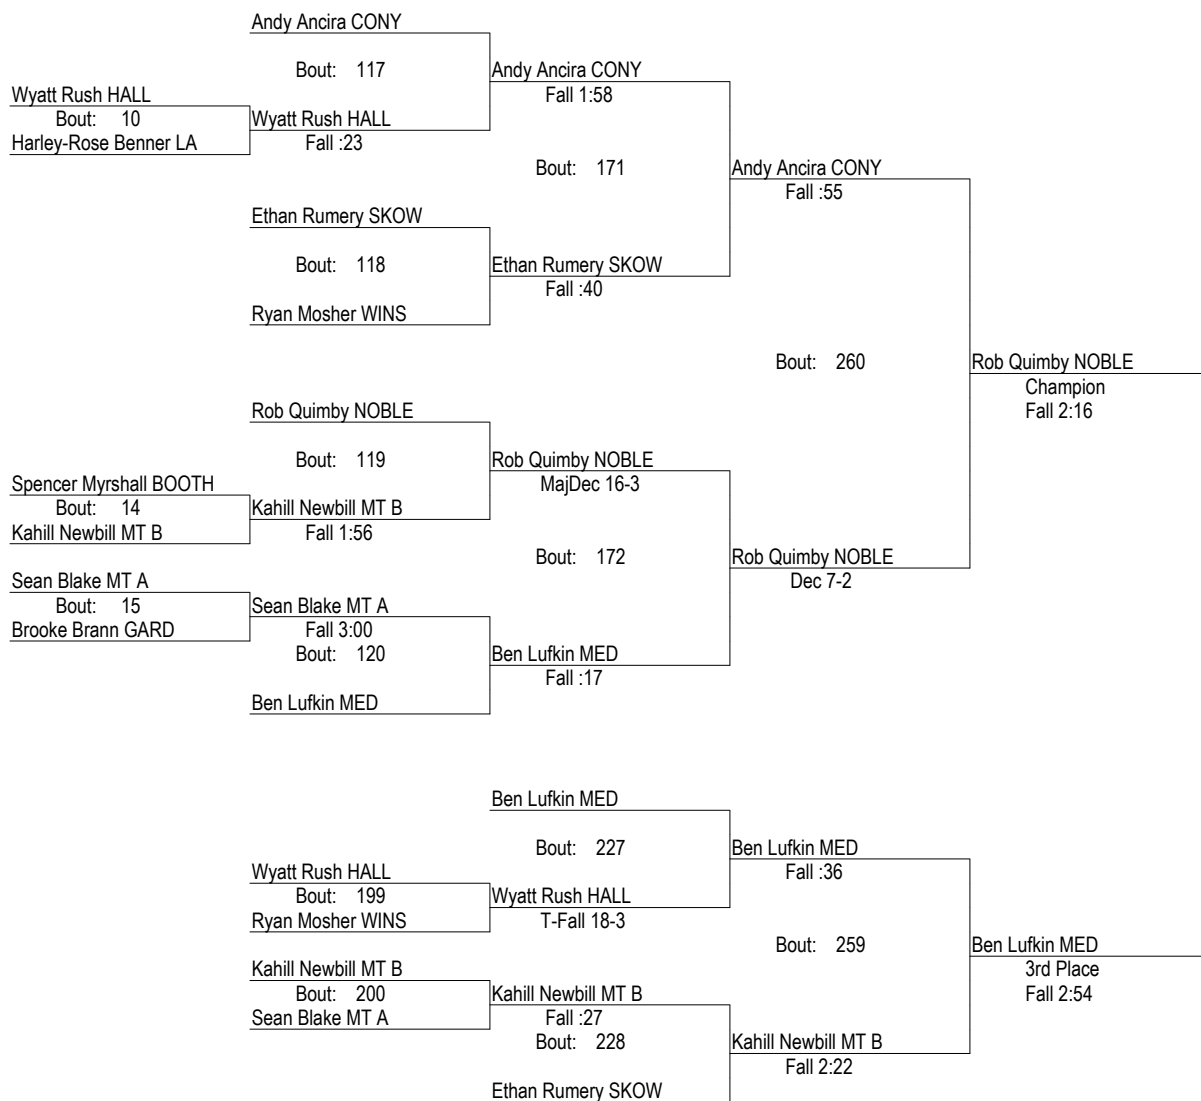 Andy Ancira CONY
Bout: 117
Andy Ancira CONY
Fall 1:58
Wyatt Rush HALL
Bout: 10
Wyatt Rush HALL
Harley-Rose Benner LA
Fall :23
Bout: 171
Andy Ancira CONY
Fall :55
Ethan Rumery SKOW
Bout: 118
Ethan Rumery SKOW
Fall :40
Ryan Mosher WINS
Bout: 260
Rob Quimby NOBLE
Champion
Fall 2:16
Rob Quimby NOBLE
Bout: 119
Rob Quimby NOBLE
MajDec 16-3
Spencer Myrshall BOOTH
Bout: 14
Kahill Newbill MT B
Kahill Newbill MT B
Fall 1:56
Bout: 172
Rob Quimby NOBLE
Dec 7-2
Sean Blake MT A
Bout: 15
Sean Blake MT A
Brooke Brann GARD
Fall 3:00
Bout: 120
Ben Lufkin MED
Fall :17
Ben Lufkin MED
Ben Lufkin MED
Bout: 227
Ben Lufkin MED
Fall :36
Wyatt Rush HALL
Bout: 199
Wyatt Rush HALL
Ryan Mosher WINS
T-Fall 18-3
Bout: 259
Ben Lufkin MED
3rd Place
Fall 2:54
Kahill Newbill MT B
Bout: 200
Kahill Newbill MT B
Sean Blake MT A
Fall :27
Bout: 228
Kahill Newbill MT B
Fall 2:22
Ethan Rumery SKOW